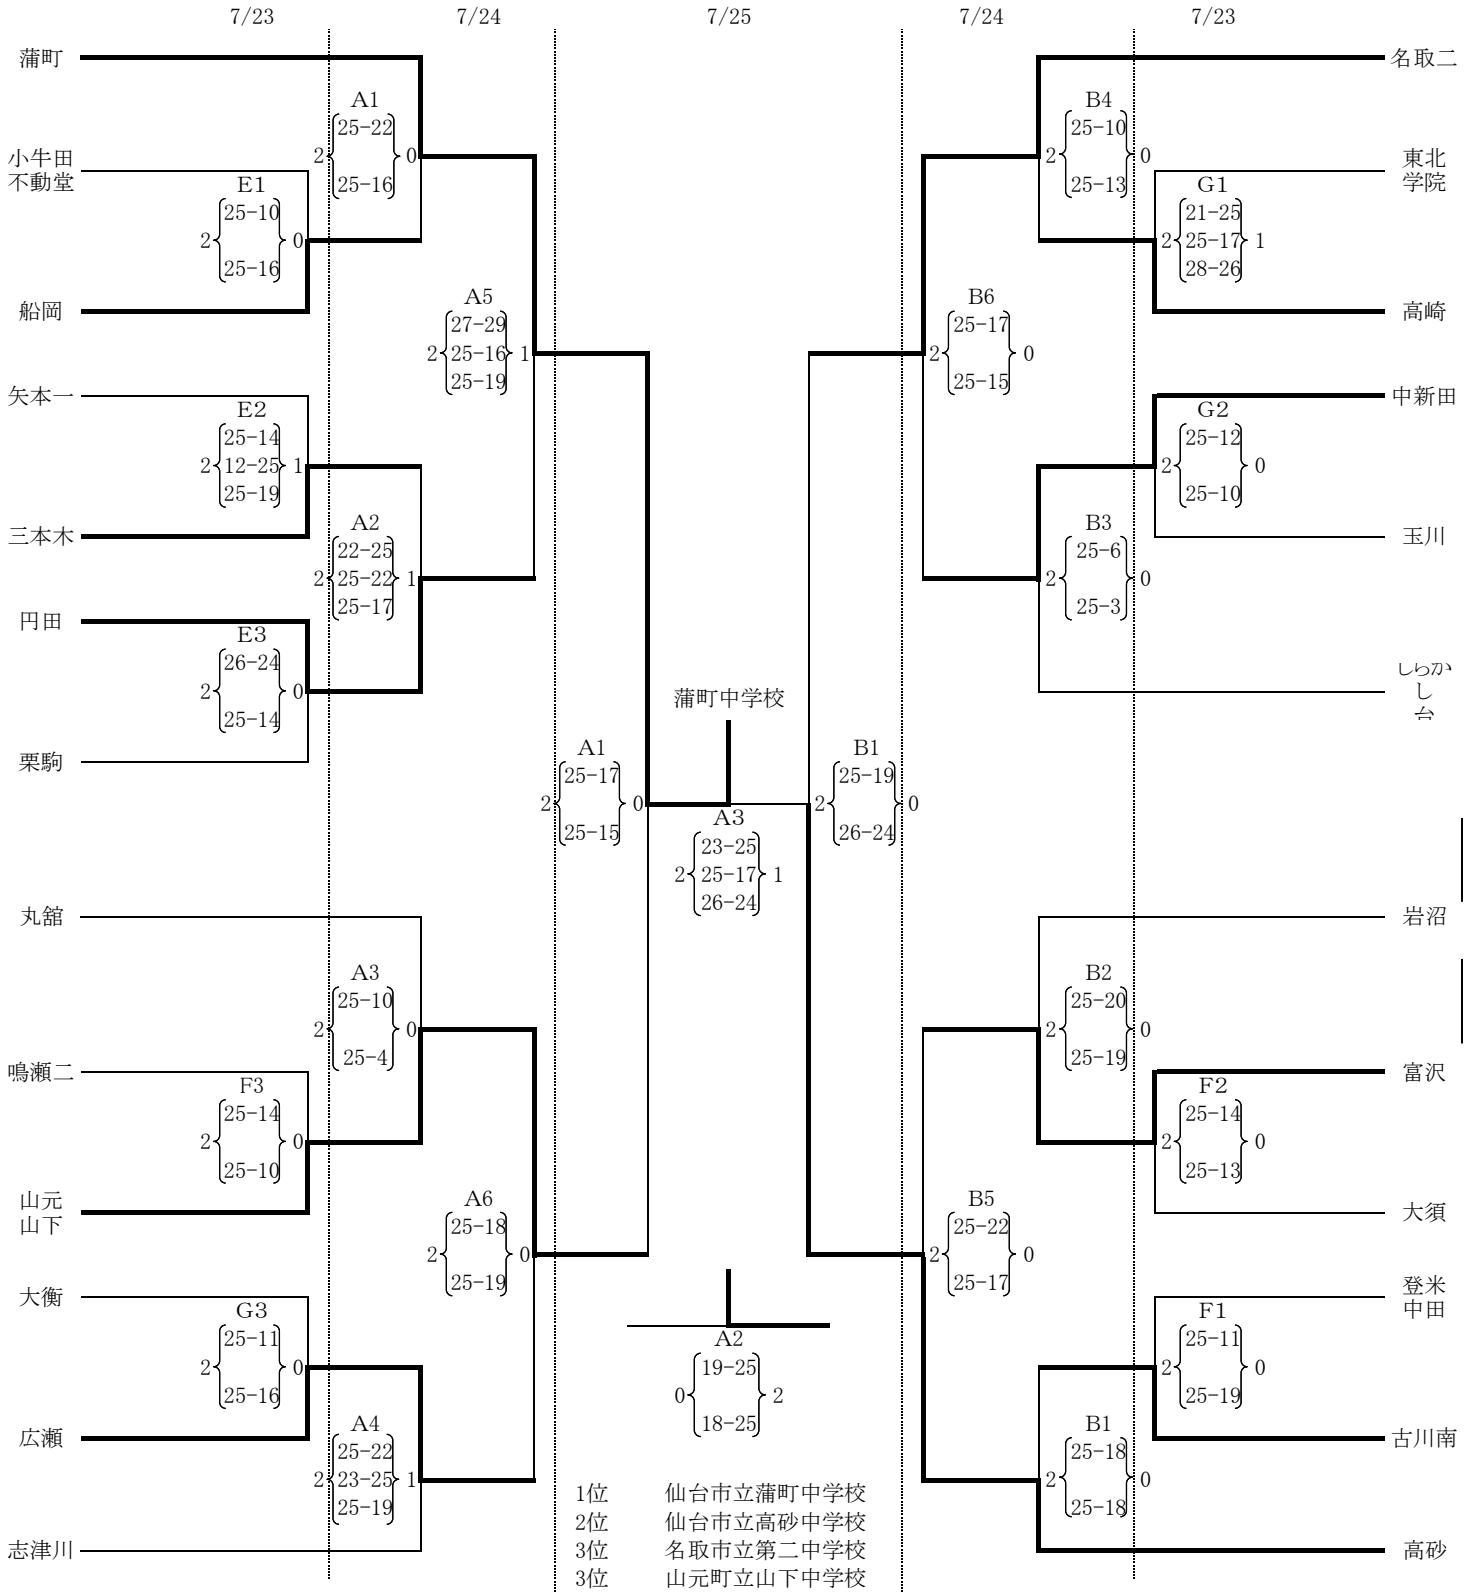 7/23 7/24 7/25 7/24 7/23
蒲町
名取二
A1
25-22
2 0
25-16
B4
25-10
2 0
25-13
小牛田
不動堂
東北
学院
E1
25-10
2 0
25-16
G1
21-25
2 25-17 1
28-26
船岡
高崎
A5
27-29
2 25-16 1
25-19
B6
25-17
2 0
25-15
矢本一
中新田
E2
25-14
2 12-25 1
25-19
G2
25-12
2 0
25-10
三本木
玉川
A2
22-25
2 25-22 1
25-17
B3
25-6
2 0
25-3
円田
E3
26-24
2 0
25-14
しらか
し
台
栗駒
蒲町中学校
A1
25-17
2 0
25-15
B1
25-19
2 0
26-24
A3
23-25
2 25-17 1
26-24
丸舘
岩沼
A3
25-10
2 0
25-4
B2
25-20
2 0
25-19
鳴瀬二
富沢
F3
25-14
2 0
25-10
F2
25-14
2 0
25-13
山元
山下
大須
A6
25-18
2 0
25-19
B5
25-22
2 0
25-17
大衡
登米
中田
G3
25-11
2 0
25-16
A2
19-25
0 2
18-25
F1
25-11
2 0
25-19
広瀬
古川南
A4
25-22
2 23-25 1
25-19
B1
25-18
2 0
25-18
志津川
高砂
1位 仙台市立蒲町中学校
2位 仙台市立高砂中学校
3位 名取市立第二中学校
3位 山元町立山下中学校